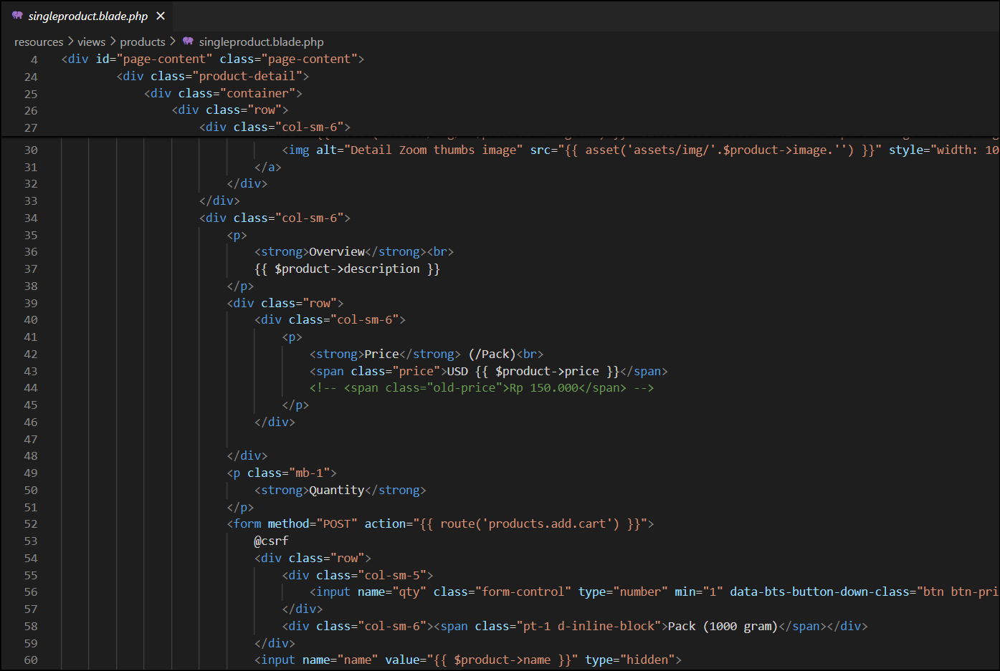 singleproduct.blade.php
resources > views > products > singleproduct.blade.php
4 <div id="page-content" class="page-content">
24 <div class="product-detail">
25 <div class="container">
26 <div class="row">
27 <div class="col-sm-6">
30 <img alt="Detail Zoom thumbs image" src="{{ asset('assets/img/'.$product->image.'') }}" style="width: 10
31 </a>
32 </div>
33 </div>
34 <div class="col-sm-6">
35 <p>
36 <strong>Overview</strong><br>
37 {{ $product->description }}
38 </p>
39 <div class="row">
40 <div class="col-sm-6">
41 <p>
42 <strong>Price</strong> (/Pack)<br>
43 <span class="price">USD {{ $product->price }}</span>
44 <!-- <span class="old-price">Rp 150.000</span> -->
45 </p>
46 </div>
47
48 </div>
49 <p class="mb-1">
50 <strong>Quantity</strong>
51 </p>
52 <form method="POST" action="{{ route('products.add.cart') }}">
53 @csrf
54 <div class="row">
55 <div class="col-sm-5">
56 <input name="qty" class="form-control" type="number" min="1" data-bts-button-down-class="btn btn-pri
57 </div>
58 <div class="col-sm-6"><span class="pt-1 d-inline-block">Pack (1000 gram)</span></div>
59 </div>
60 <input name="name" value="{{ $product->name }}" type="hidden">